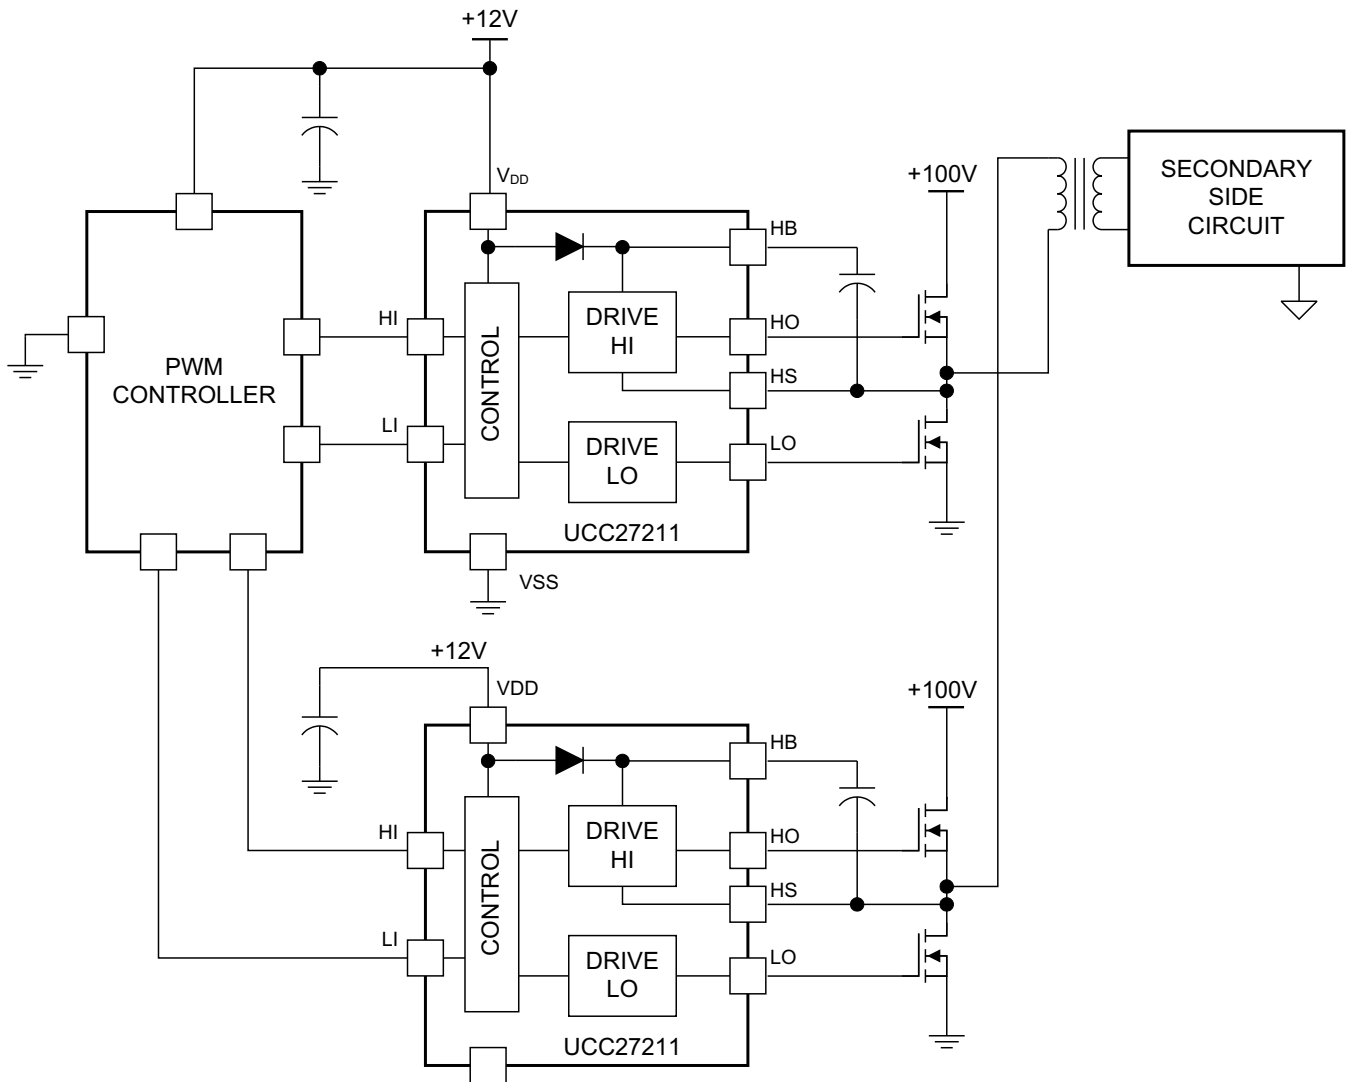 +12V
V_DD
+100V
SECONDARY
SIDE
CIRCUIT
HB
HI
DRIVE
HI
HO
PWM
CONTROLLER
CONTROL
HS
LI
DRIVE
LO
LO
UCC27211
VSS
+12V
VDD
+100V
HB
HI
DRIVE
HI
HO
CONTROL
HS
LI
DRIVE
LO
LO
UCC27211